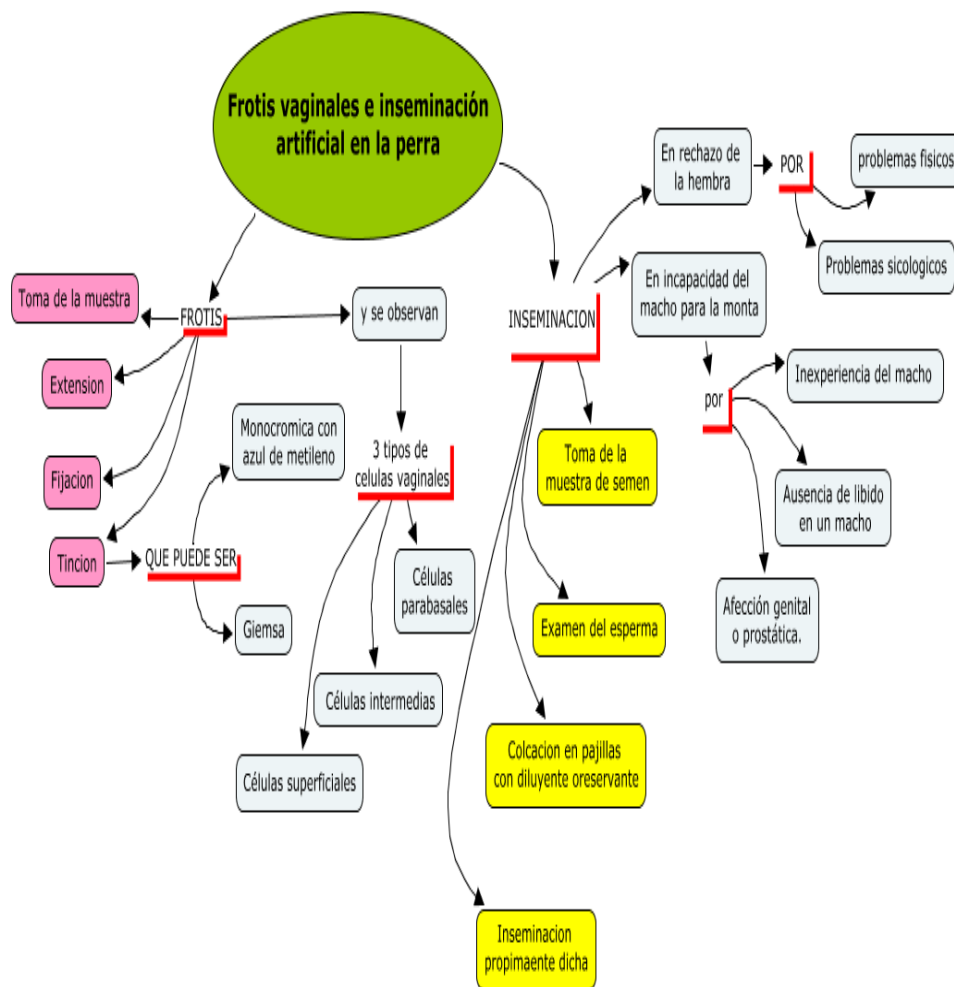 Frotis vaginales e inseminación
artificial en la perra
En rechazo de
la hembra
POR
problemas fisicos
Problemas sicologicos
En incapacidad del
macho para la monta
por
Inexperiencia del macho
Ausencia de libido
en un macho
Afección genital
o prostática.
INSEMINACION
Toma de la
muestra de semen
Examen del esperma
Colcacion en pajillas
con diluyente oreservante
Inseminacion
propimaente dicha
FROTIS
Toma de la muestra
Extension
Fijacion
Tincion
QUE PUEDE SER
Monocromica con
azul de metileno
Giemsa
y se observan
3 tipos de
celulas vaginales
Células
parabasales
Células intermedias
Células superficiales